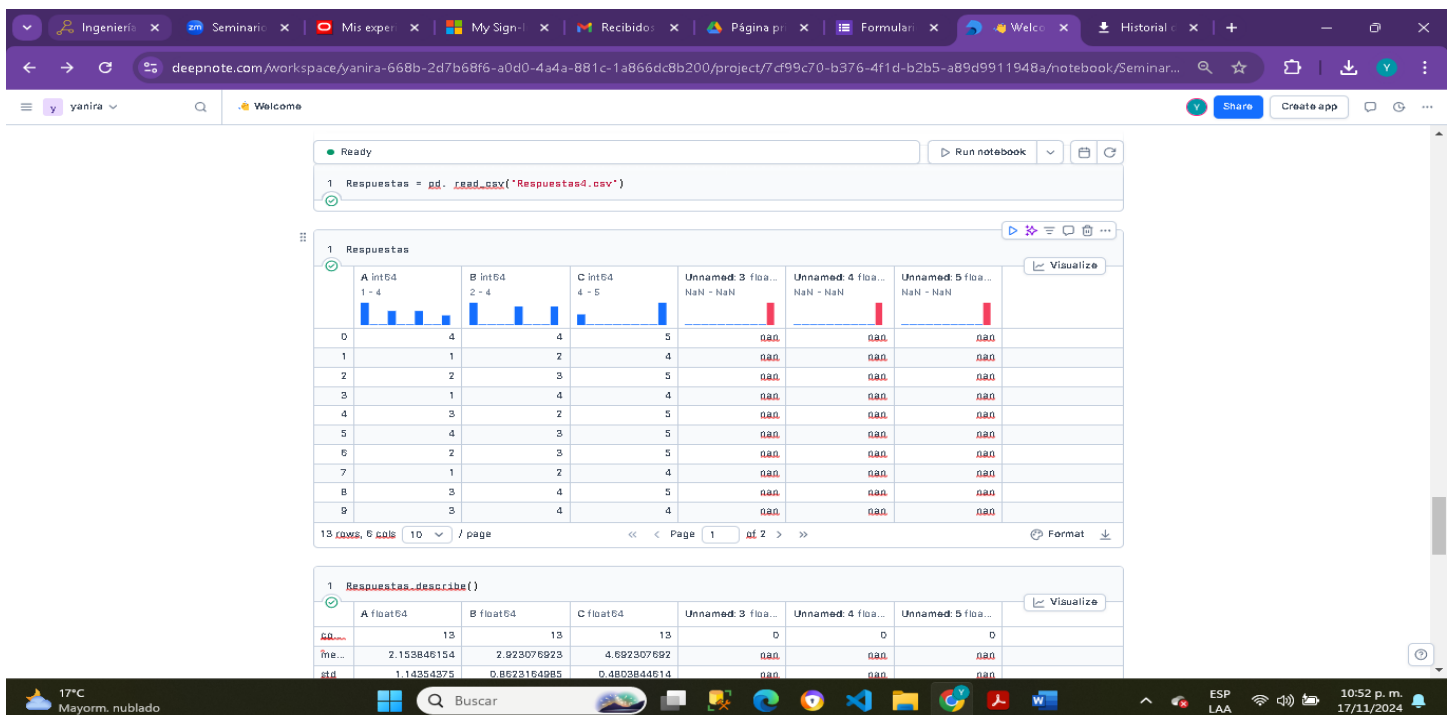 Ingeniería
Seminario
Mis exper
My Sign-I
Recibidos
Página pri
Formulari
Welco
Historial d
deepnote.com/workspace/yanira-668b-2d7b68f6-a0d0-4a4a-881c-1a866dc8b200/project/7cf99c70-b376-4f1d-b2b5-a89d9911948a/notebook/Seminar...
y yanira
Welcome
Y Share Create app
Ready
Run notebook
1 Respuestas = pd. read_csv("Respuestas4.csv")
1 Respuestas
Visualize
A int64 B int64 C int64 Unnamed: 3 floa... Unnamed: 4 floa... Unnamed: 5 floa...
1 - 4 2 - 4 4 - 5 NaN - NaN NaN - NaN NaN - NaN
0 4 4 5 nan nan nan
1 1 2 4 nan nan nan
2 2 3 5 nan nan nan
3 1 4 4 nan nan nan
4 3 2 5 nan nan nan
5 4 3 5 nan nan nan
6 2 3 5 nan nan nan
7 1 2 4 nan nan nan
8 3 4 5 nan nan nan
9 3 4 4 nan nan nan
13 rows, 6 cols 10 / page << < Page 1 of 2 > >> Format
1 Respuestas.describe()
Visualize
A float64 B float64 C float64 Unnamed: 3 floa... Unnamed: 4 floa... Unnamed: 5 floa...
co... 13 13 13 0 0 0
me... 2.153846154 2.923076923 4.692307692 nan nan nan
std 1.14354375 0.8623164985 0.4803844614 nan nan nan
17°C
Mayorm. nublado
Buscar
ESP
LAA
10:52 p. m.
17/11/2024